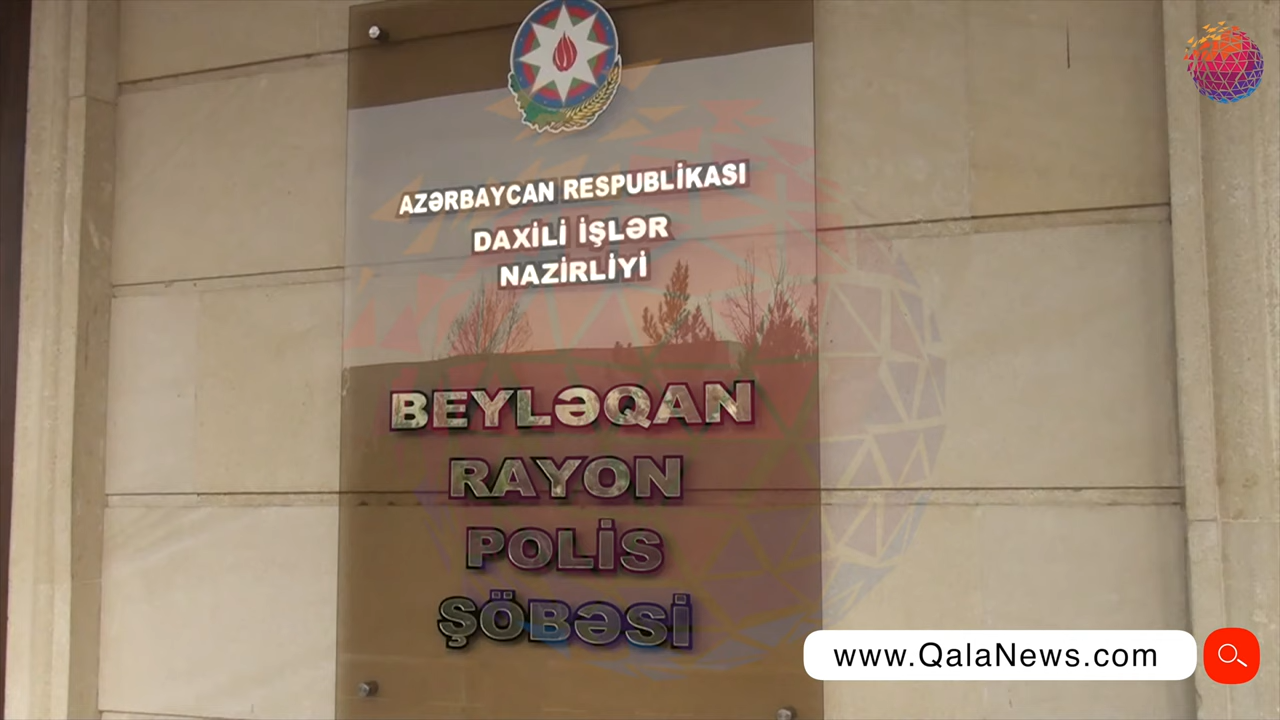 AZƏRBAYCAN RESPUBLİKASI
DAXİLİ İŞLƏR
NAZİRLİYİ
BEYLƏQAN
RAYON
POLİS
ŞÖBƏSİ
www.QalaNews.com